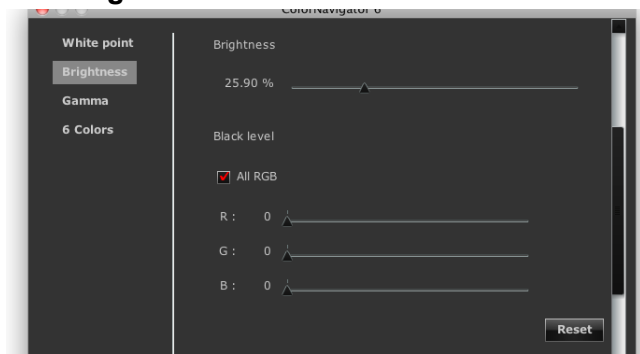 ColorNavigator 6
White point
Brightness
Gamma
6 Colors
Brightness
25.90 %
Black level
All RGB
R : 0
G : 0
B : 0
Reset